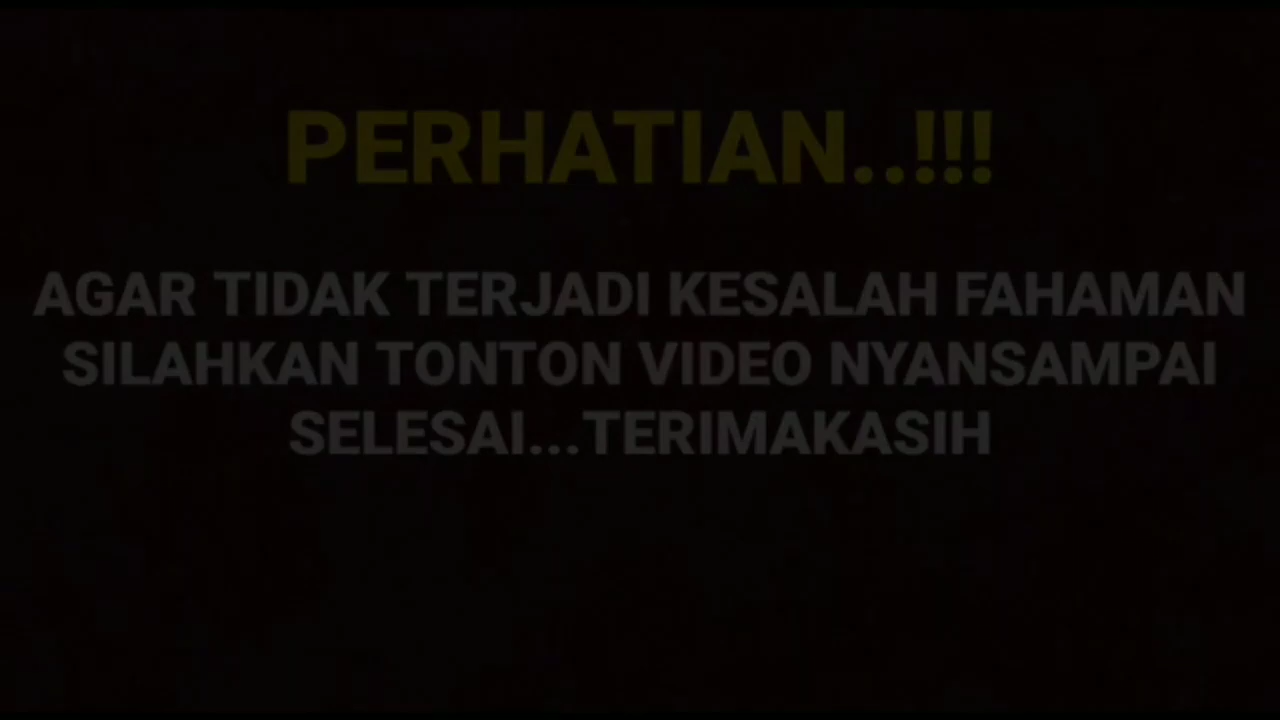 PERHATIAN..!!!
AGAR TIDAK TERJADI KESALAH FAHAMAN
SILAHKAN TONTON VIDEO NYANSAMPAI
SELESAI...TERIMAKASIH